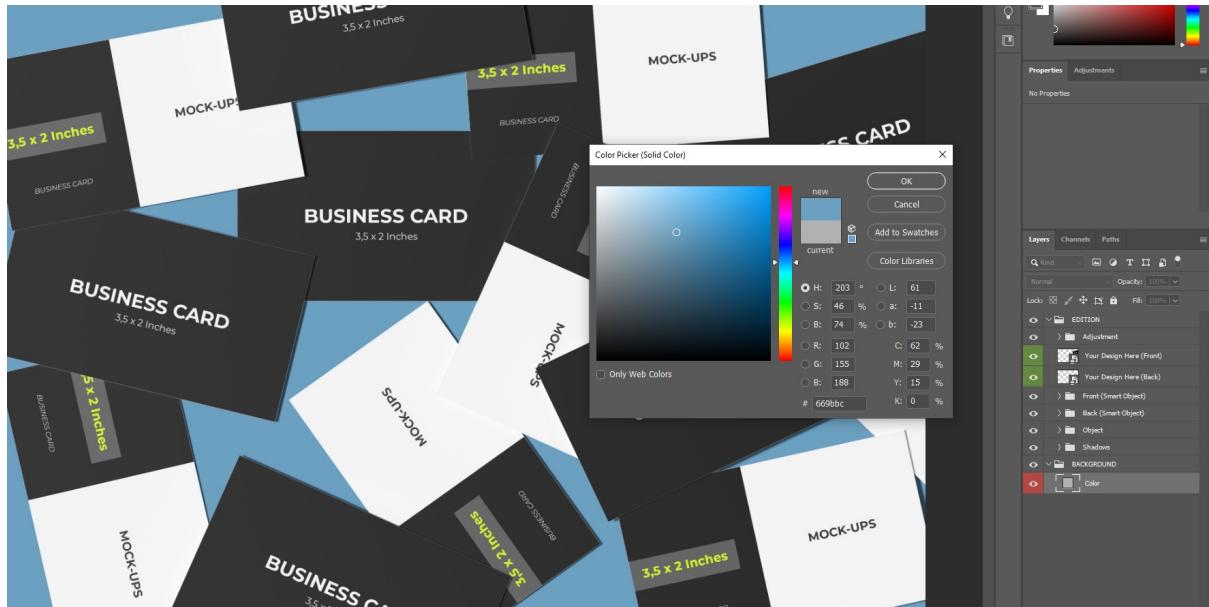 BUSINESS
3,5 x 2 Inches
3,5 x 2 Inches
MOCK-UPS
BUSINESS CARD
3,5 x 2 Inches
BUSINESS CARD
MOCK-UPS
CARD
BUSINESS CARD
BUSINESS CARD
3,5 x 2 Inches
BUSINESS CARD
3,5 x 2 Inches
MOCK-UPS
MOCK-UPS
BUSINESS CARD
x 2 Inches
MOCK-UPS
BUSINESS
3,5 x 2 Inches
BUSINESS CARD
3,5 x 2 Inches
MOCK-UPS
Color Picker (Solid Color)
new
current
OK
Cancel
Add to Swatches
Color Libraries
H: 203 °
S: 46 %
B: 74 %
R: 102
G: 155
B: 188
# 669bbc
L: 61
a: -11
b: -23
C: 62 %
M: 29 %
Y: 15 %
K: 0 %
Only Web Colors
Properties Adjustments
No Properties
Layers Channels Paths
Kind
Normal Opacity: 100%
Lock: Fill: 100%
EDITION
Adjustment
Your Design Here (Front)
Your Design Here (Back)
Front (Smart Object)
Back (Smart Object)
Object
Shadows
BACKGROUND
Color